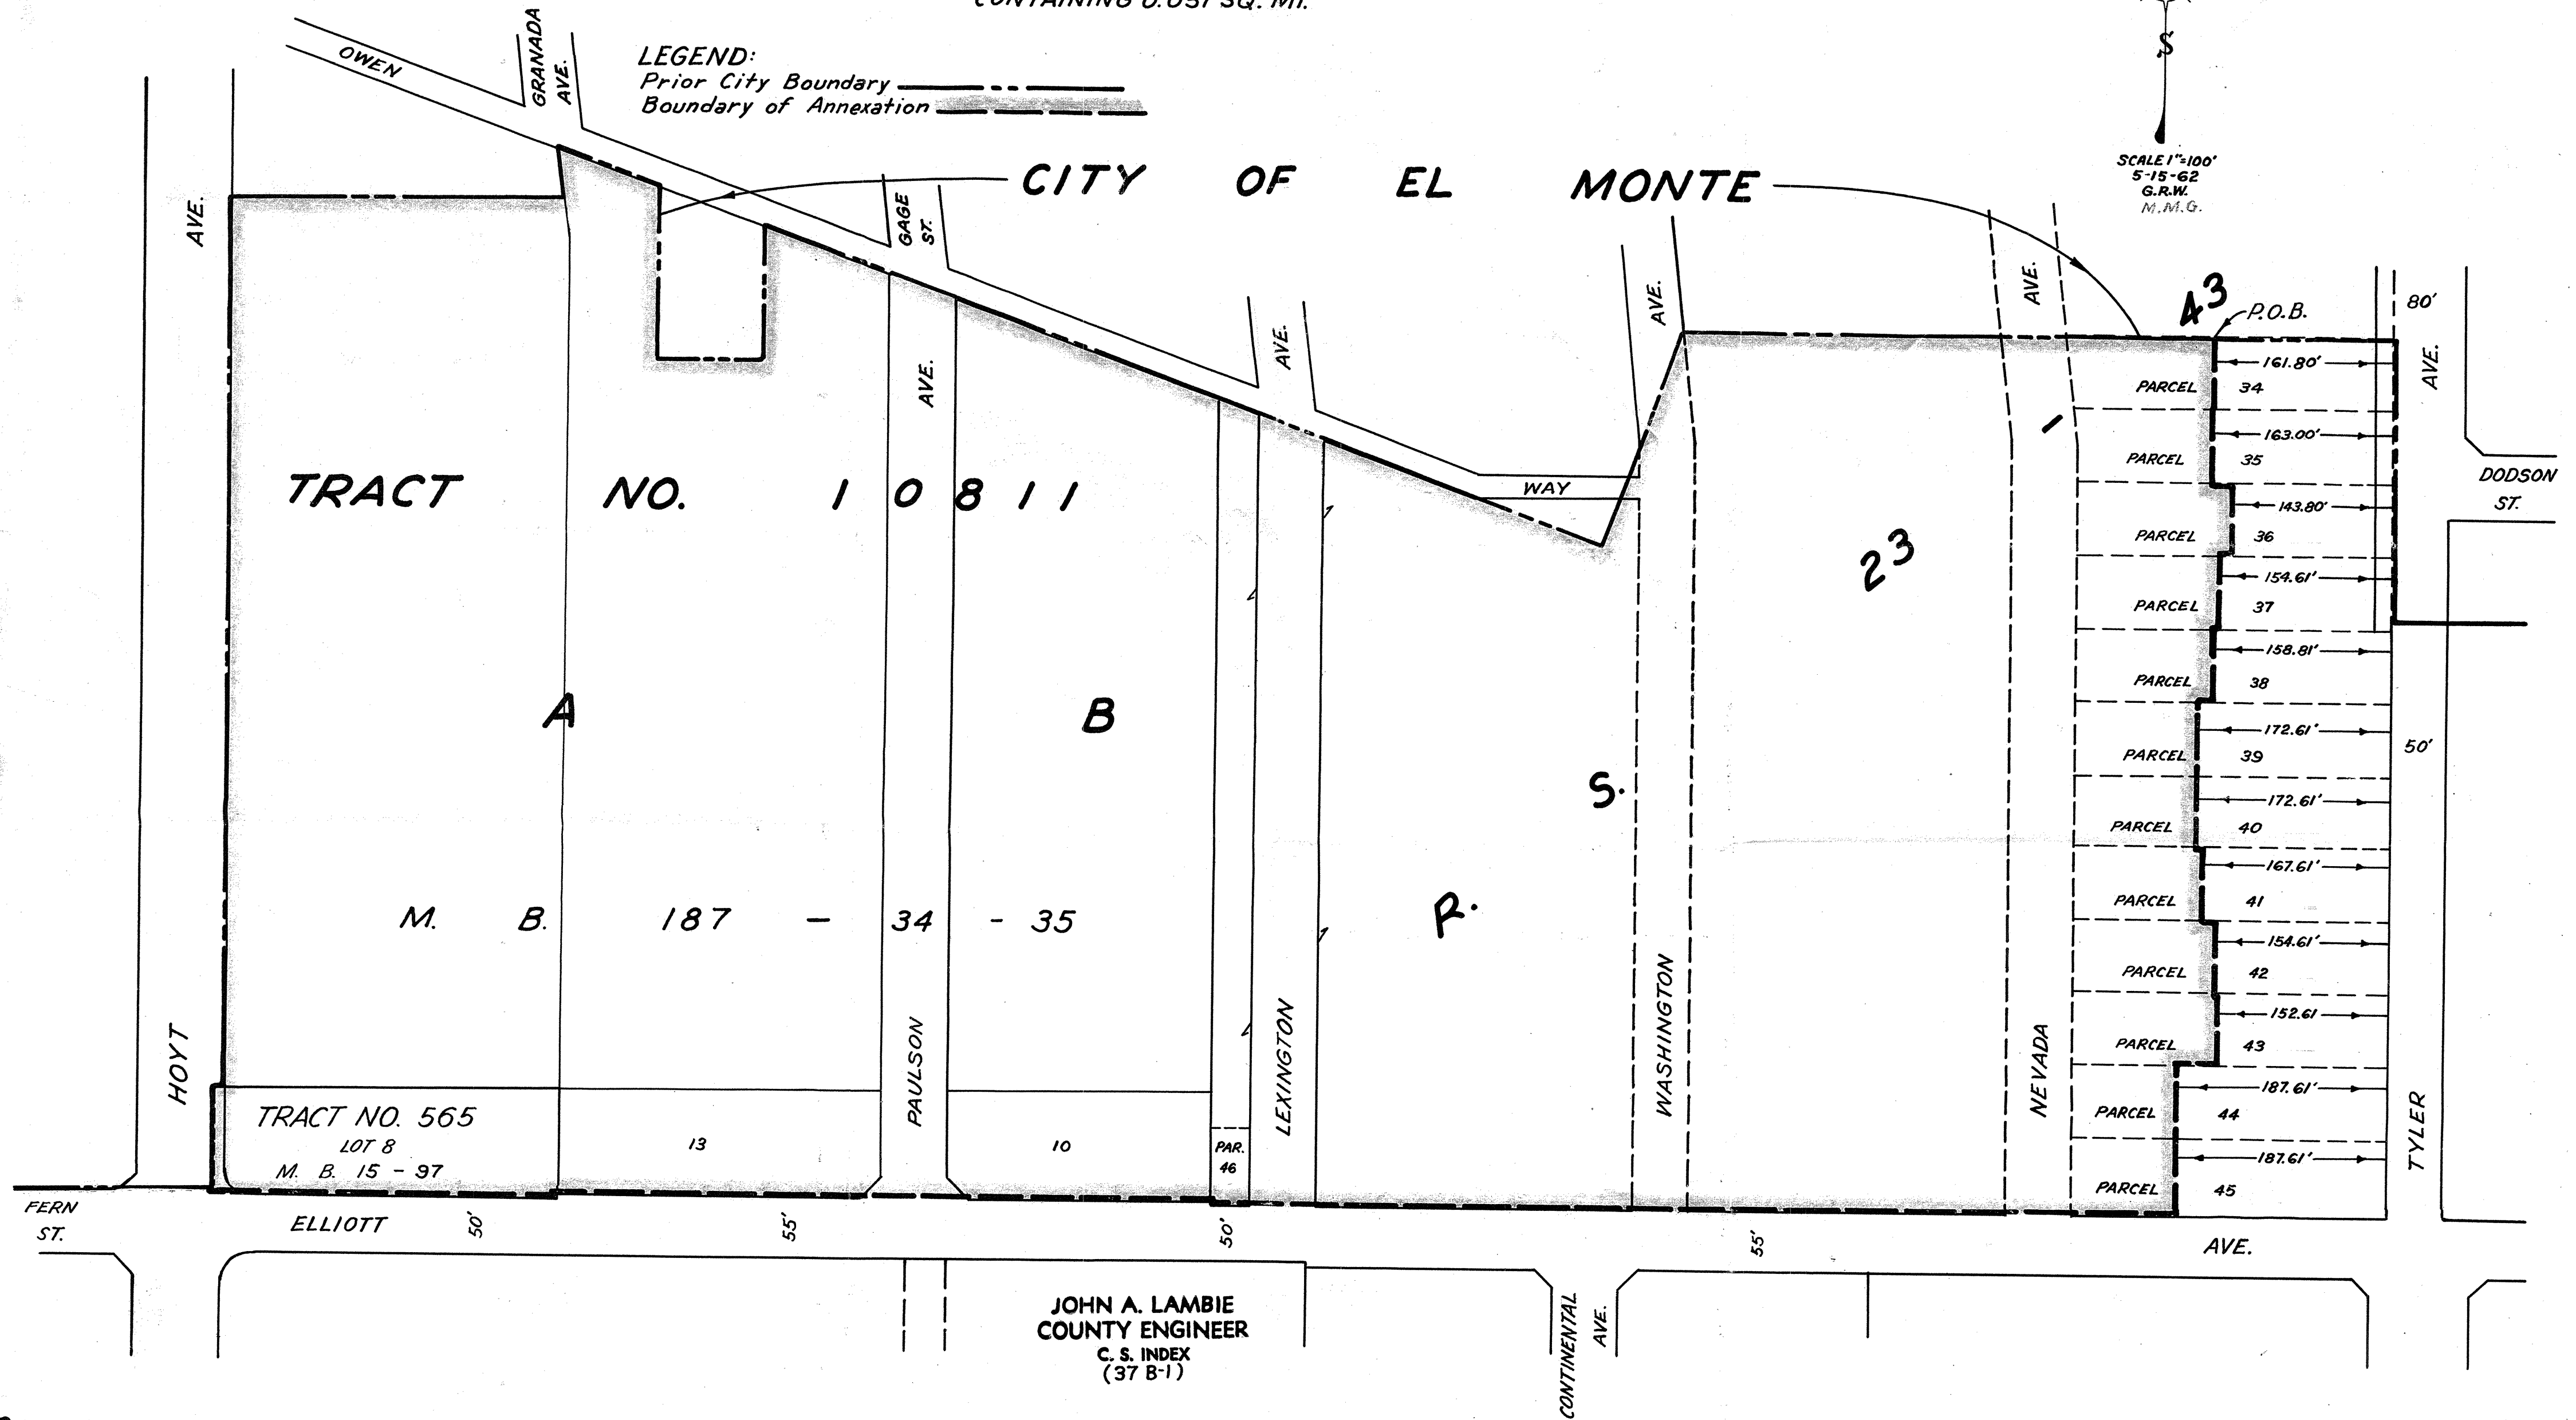 CONTAINING 0.051 SQ. MI.
S
SCALE 1"=100'
5-15-62
G.R.W.
M.M.G.
LEGEND:
Prior City Boundary
Boundary of Annexation
OWEN
GRANADA
AVE.
CITY OF EL MONTE
AVE.
GAGE
ST.
AVE.
AVE.
AVE.
AVE.
43
P.O.B.
80'
AVE.
DODSON
ST.
161.80'
PARCEL 34
163.00'
PARCEL 35
143.80'
PARCEL 36
154.61'
PARCEL 37
158.81'
PARCEL 38
172.61'
PARCEL 39
172.61'
PARCEL 40
167.61'
PARCEL 41
154.61'
PARCEL 42
152.61
PARCEL 43
187.61'
PARCEL 44
187.61'
PARCEL 45
50'
TRACT NO. 10811
WAY
23
-
A
B
S.
R.
M. B. 187 - 34 - 35
HOYT
PAULSON
LEXINGTON
WASHINGTON
NEVADA
TYLER
TRACT NO. 565
LOT 8
M. B. 15 - 97
13
10
PAR.
46
FERN
ST.
ELLIOTT
50'
55'
50'
55'
AVE.
JOHN A. LAMBIE
COUNTY ENGINEER
C. S. INDEX
(37 B-1)
CONTINENTAL
AVE.